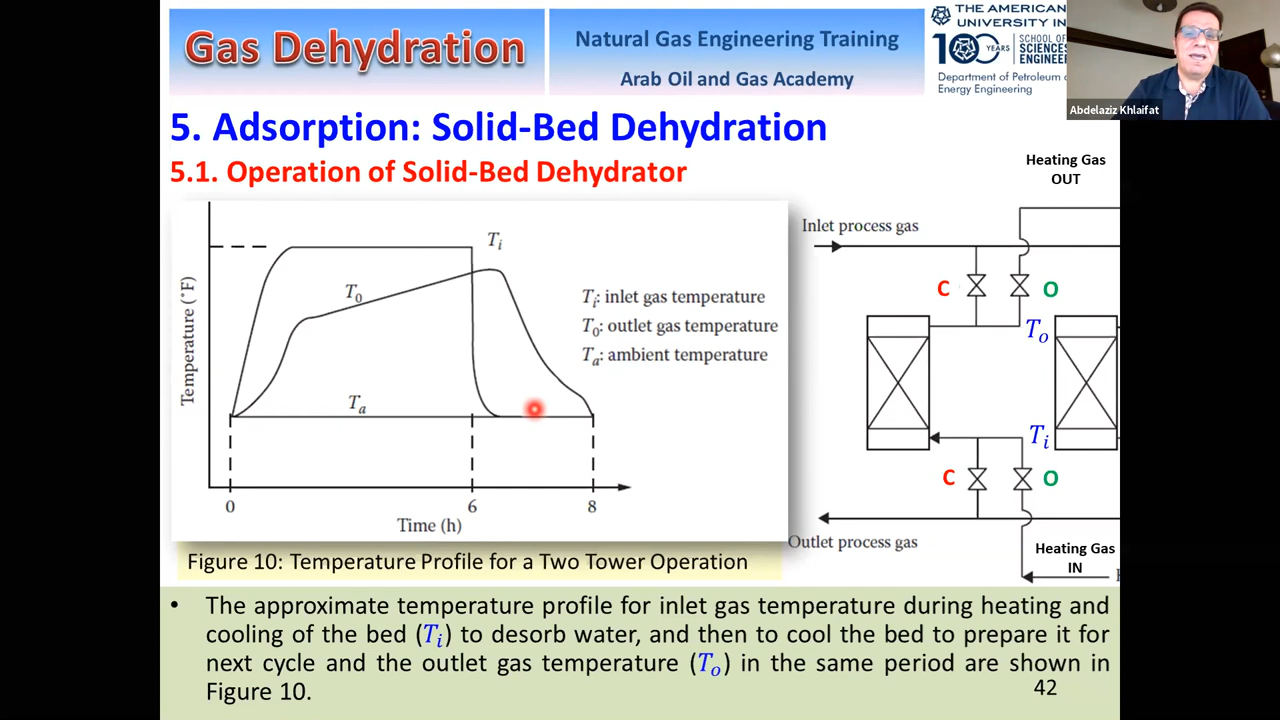 Gas Dehydration
Natural Gas Engineering Training
Arab Oil and Gas Academy
THE AMERICAN
UNIVERSITY IN
100 YEARS
SCHOOL OF
SCIENCES
ENGINEE
Department of Petroleum
Energy Engineering
Abdelaziz Khlaifat
5. Adsorption: Solid-Bed Dehydration
5.1. Operation of Solid-Bed Dehydrator
Temperature (°F)
Ti
T0
Ta
Ti: inlet gas temperature
T0: outlet gas temperature
Ta: ambient temperature
0 6 8
Time (h)
Figure 10: Temperature Profile for a Two Tower Operation
Heating Gas
OUT
Inlet process gas
C O
To
Ti
C O
Outlet process gas
Heating Gas
IN
• The approximate temperature profile for inlet gas temperature during heating and
cooling of the bed (Ti) to desorb water, and then to cool the bed to prepare it for
next cycle and the outlet gas temperature (To) in the same period are shown in
Figure 10.
42